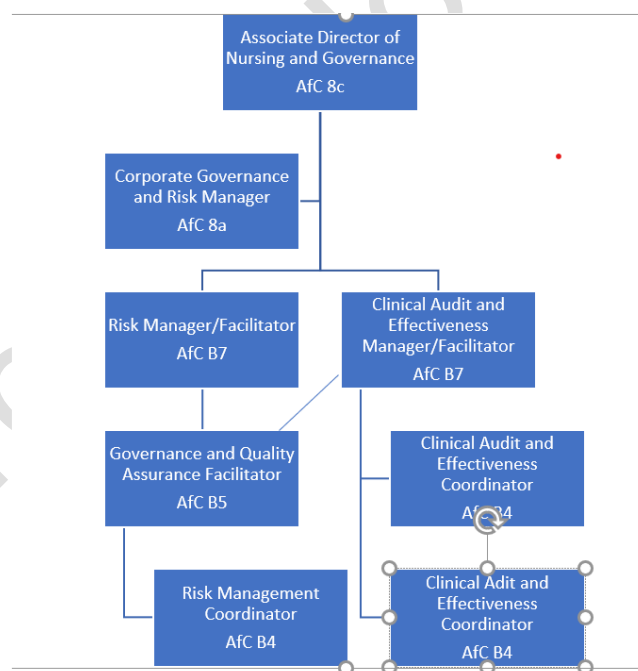 Associate Director of
Nursing and Governance
AfC 8c
Corporate Governance
and Risk Manager
AfC 8a
Risk Manager/Facilitator
AfC B7
Clinical Audit and
Effectiveness
Manager/Facilitator
AfC B7
Governance and Quality
Assurance Facilitator
AfC B5
Clinical Audit and
Effectiveness
Coordinator
AfC B4
Risk Management
Coordinator
AfC B4
Clinical Adit and
Effectiveness
Coordinator
AfC B4